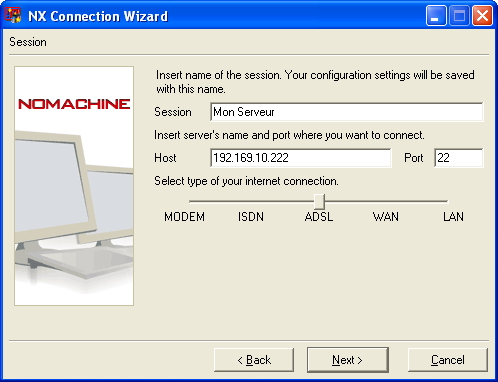 NX Connection Wizard
Session
NOMACHINE
Insert name of the session. Your configuration settings will be saved
with this name.
Session Mon Serveur
Insert server's name and port where you want to connect.
Host 192.169.10.222 Port 22
Select type of your internet connection.
MODEM ISDN ADSL WAN LAN
< Back Next > Cancel